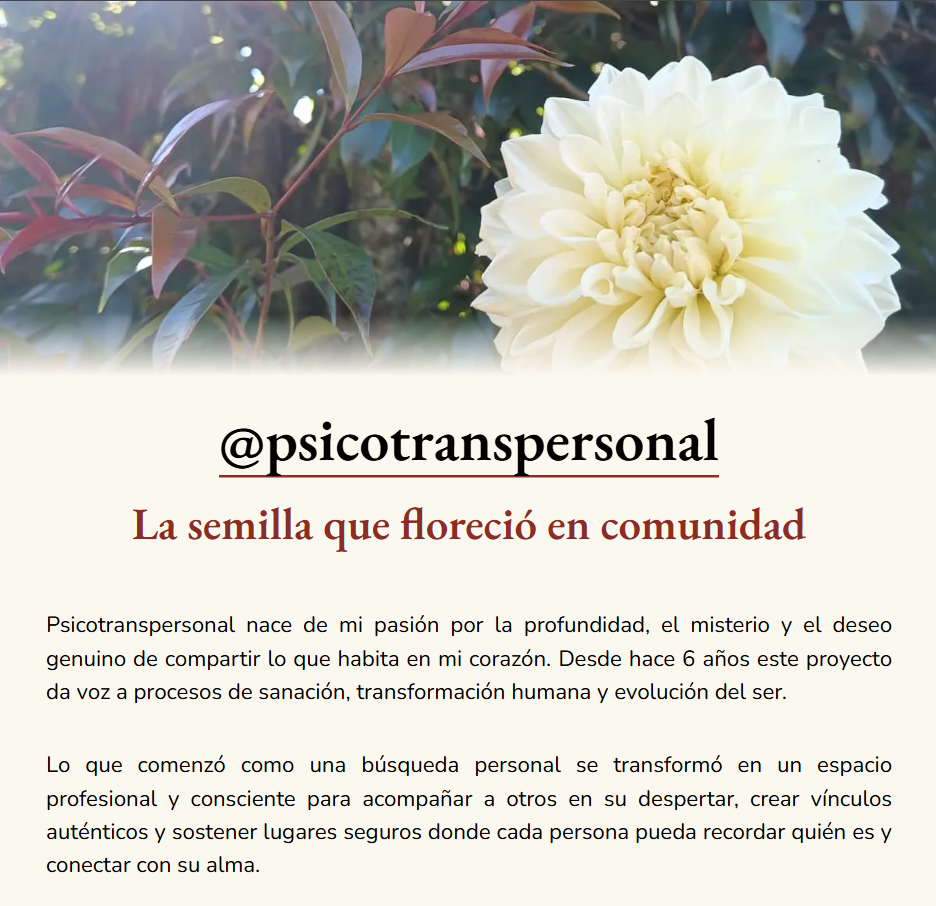 @psicotranspersonal
La semilla que floreció en comunidad
Psicotranspersonal nace de mi pasión por la profundidad, el misterio y el deseo
genuino de compartir lo que habita en mi corazón. Desde hace 6 años este proyecto
da voz a procesos de sanación, transformación humana y evolución del ser.
Lo que comenzó como una búsqueda personal se transformó en un espacio
profesional y consciente para acompañar a otros en su despertar, crear vínculos
auténticos y sostener lugares seguros donde cada persona pueda recordar quién es y
conectar con su alma.